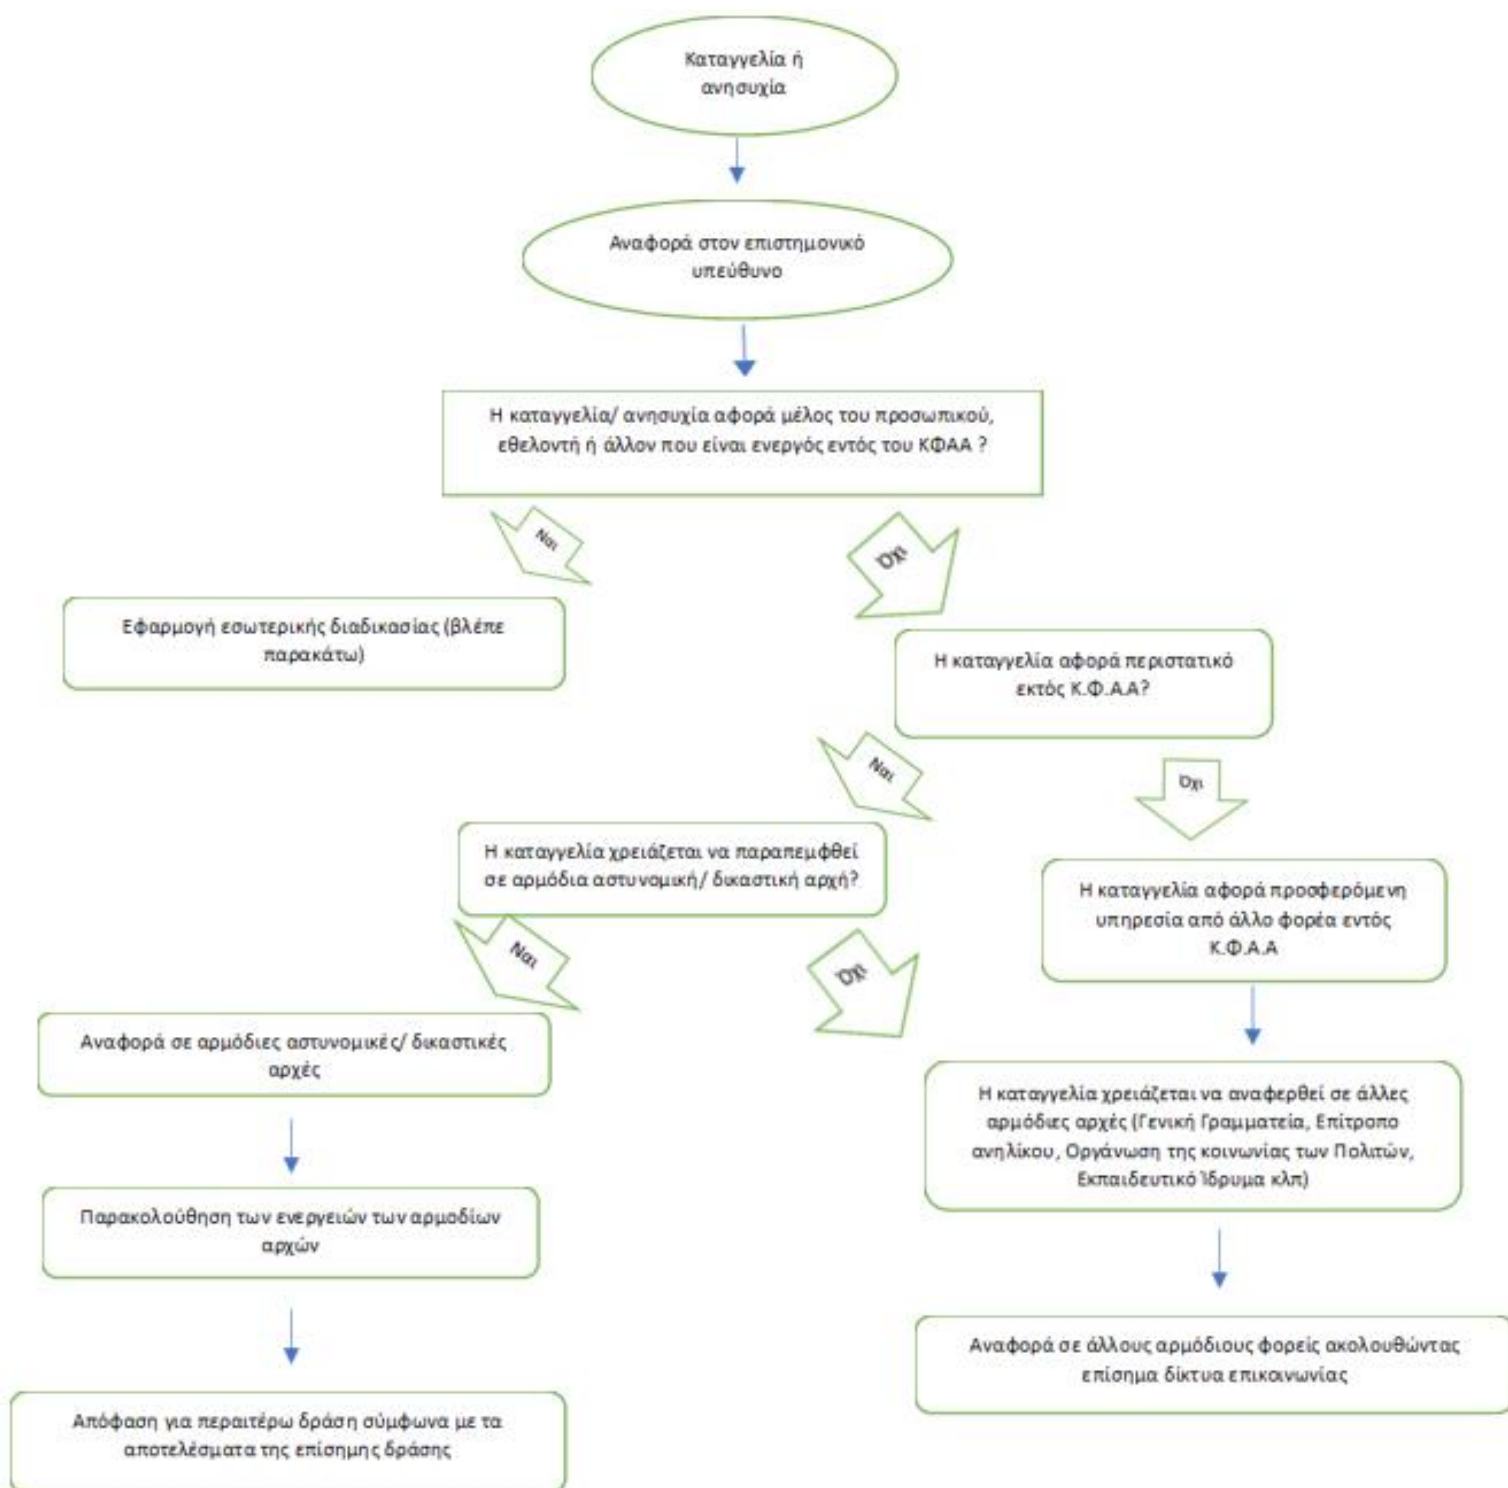 Καταγγελία ή
ανησυχία
Αναφορά στον επιστημονικό
υπεύθυνο
Η καταγγελία/ ανησυχία αφορά μέλος του προσωπικού,
εθελοντή ή άλλον που είναι ενεργός εντός του ΚΦΑΑ ?
Ναι
Όχι
Εφαρμογή εσωτερικής διαδικασίας (βλέπε
παρακάτω)
Η καταγγελία αφορά περιστατικό
εκτός Κ.Φ.Α.Α?
Ναι
Όχι
Η καταγγελία χρειάζεται να παραπεμφθεί
σε αρμόδια αστυνομική/ δικαστική αρχή?
Η καταγγελία αφορά προσφερόμενη
υπηρεσία από άλλο φορέα εντός
Κ.Φ.Α.Α
Ναι
Όχι
Αναφορά σε αρμόδιες αστυνομικές/ δικαστικές
αρχές
Η καταγγελία χρειάζεται να αναφερθεί σε άλλες
αρμόδιες αρχές (Γενική Γραμματεία, Επίτροπο
ανηλίκου, Οργάνωση της κοινωνίας των Πολιτών,
Εκπαιδευτικό Ίδρυμα κλπ)
Παρακολούθηση των ενεργειών των αρμοδίων
αρχών
Αναφορά σε άλλους αρμόδιους φορείς ακολουθώντας
επίσημα δίκτυα επικοινωνίας
Απόφαση για περαιτέρω δράση σύμφωνα με τα
αποτελέσματα της επίσημης δράσης